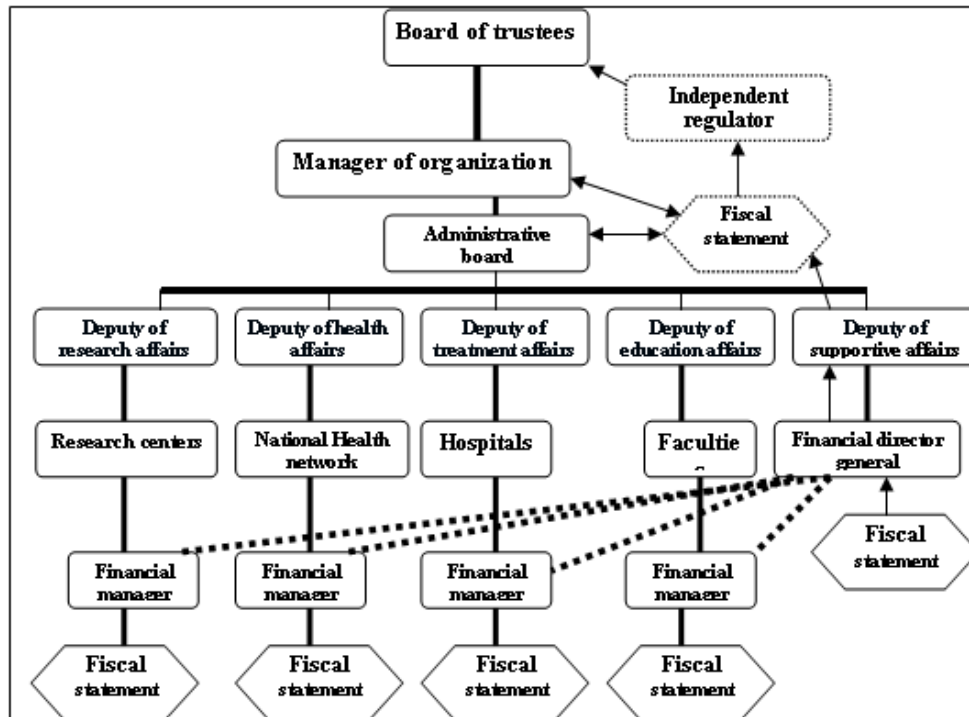 Board of trustees
Independent
regulator
Manager of organization
Fiscal
statement
Administrative
board
Deputy of
research affairs
Deputy of health
affairs
Deputy of
treatment affairs
Deputy of
education affairs
Deputy of
supportive affairs
Research centers
National Health
network
Hospitals
Facultie
Financial director
general
Fiscal
statement
Financial
manager
Financial
manager
Financial
manager
Financial
manager
Fiscal
statement
Fiscal
statement
Fiscal
statement
Fiscal
statement